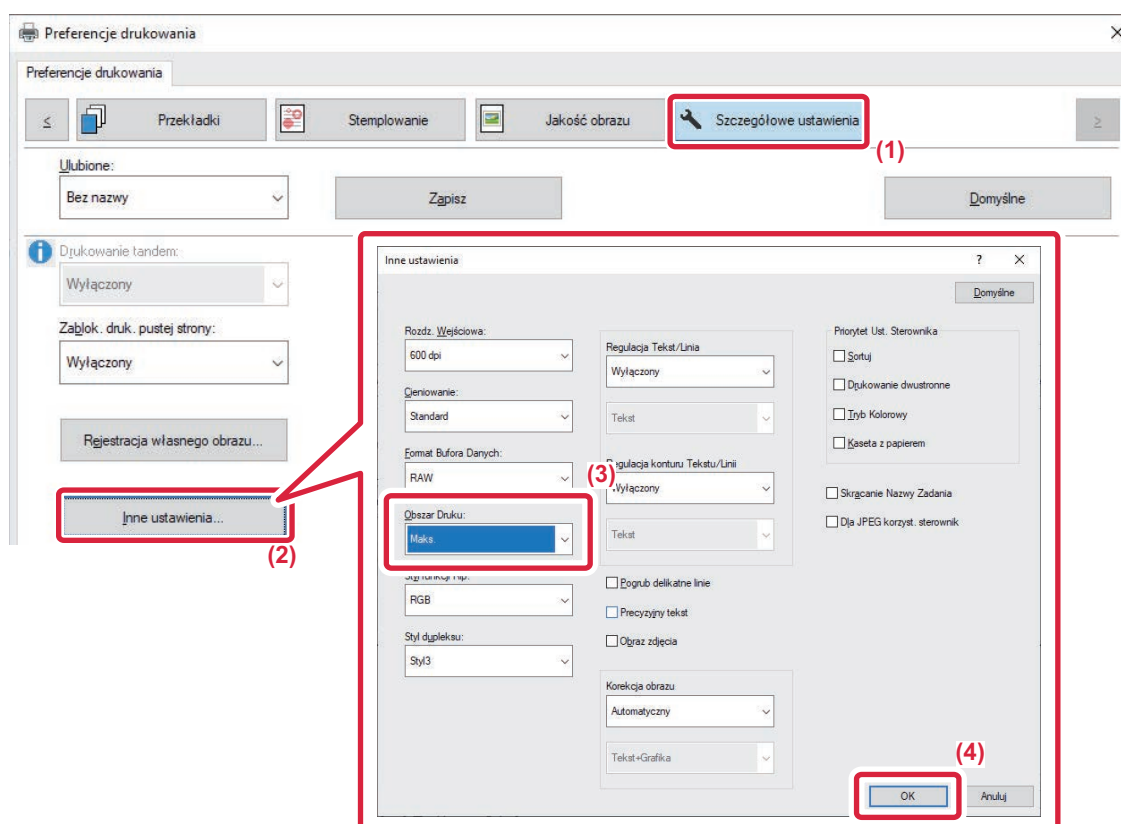 Preferencje drukowania
Preferencje drukowania
<
Przekładki
Stemplowanie
Jakość obrazu
Szczegółowe ustawienia
>
(1)
Ulubione:
Bez nazwy
Zapisz
Domyślne
Drukowanie tandem:
Wyłączony
Zablok. druk. pustej strony:
Wyłączony
Rejestracja własnego obrazu...
Inne ustawienia...
(2)
Inne ustawienia
?
Domyślne
Rozdz. Wejściowa:
600 dpi
Cieniowanie:
Standard
Format Bufora Danych:
RAW
(3)
Obszar Druku:
Maks.
RGB
Styl dupleksu:
Styl3
Regulacja Tekst/Linia
Wyłączony
Tekst
Regulacja konturu Tekstu/Linii
Wyłączony
Tekst
Pogrub delikatne linie
Precyzyjny tekst
Obraz zdjęcia
Korekcja obrazu
Automatyczny
Tekst+Grafika
Priorytet Ust. Sterownika
Sortuj
Drukowanie dwustronne
Tryb Kolorowy
Kaseta z papierem
Skracanie Nazwy Zadania
Dla JPEG korzyst. sterownik
(4)
OK
Anuluj